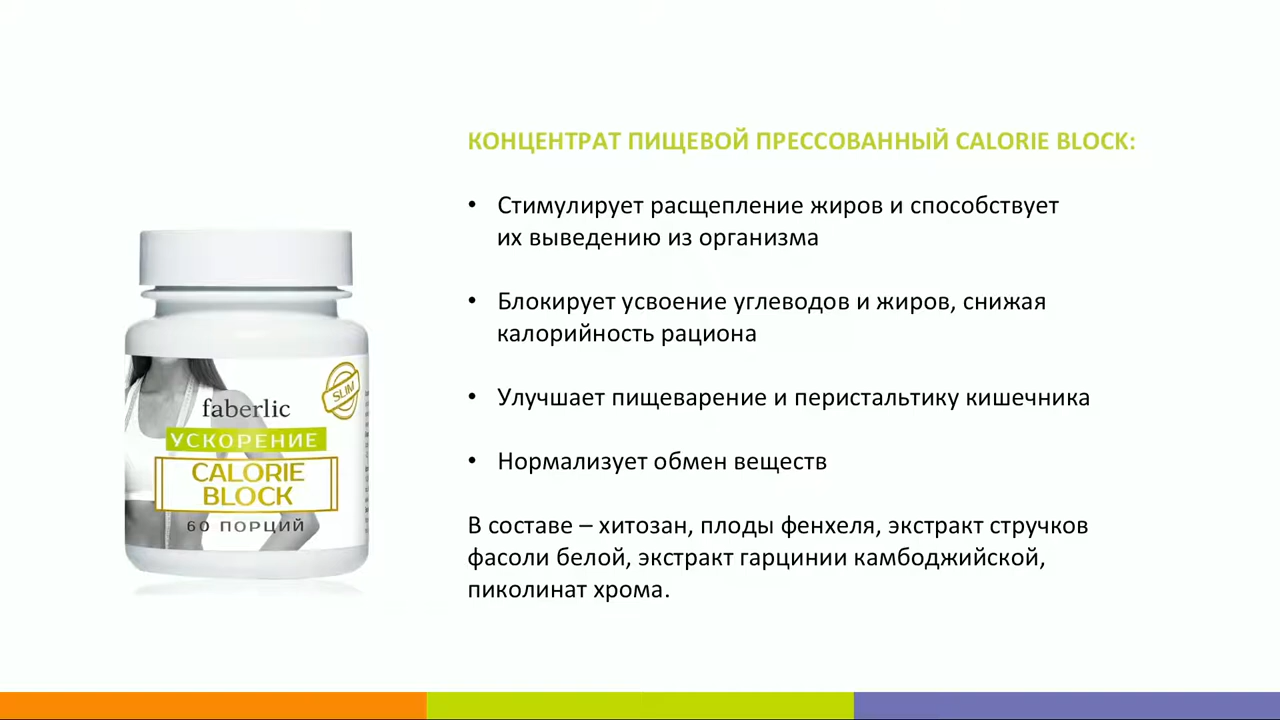 КОНЦЕНТРАТ ПИЩЕВОЙ ПРЕССОВАННЫЙ CALORIE BLOCK:
• Стимулирует расщепление жиров и способствует
их выведению из организма
• Блокирует усвоение углеводов и жиров, снижая
калорийность рациона
• Улучшает пищеварение и перистальтику кишечника
• Нормализует обмен веществ
В составе – хитозан, плоды фенхеля, экстракт стручков
фасоли белой, экстракт гарцинии камбоджийской,
пиколинат хрома.
SLIM
faberlic
УСКОРЕНИЕ
CALORIE
BLOCK
60 ПОРЦИЙ